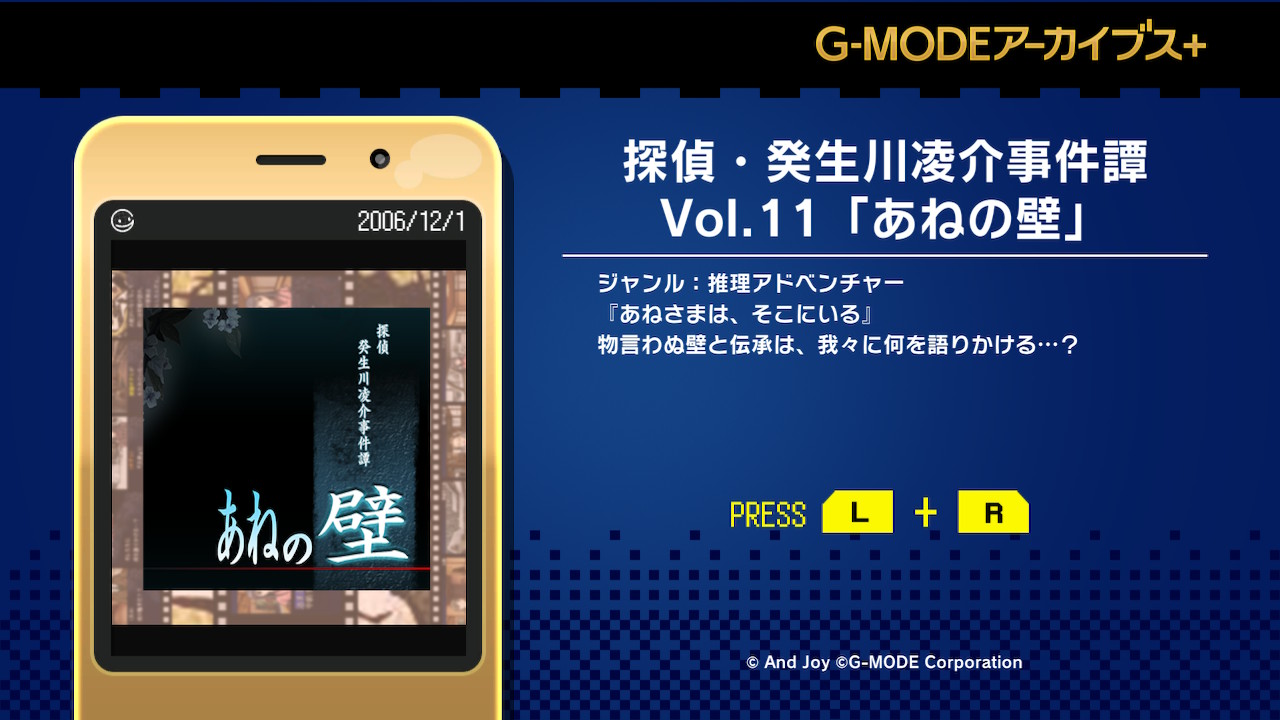 G-MODEアーカイブス+
2006/12/1
探偵
癸生川凌介事件譚
あねの壁
探偵・癸生川凌介事件譚
Vol.11「あねの壁」
ジャンル：推理アドベンチャー
『あねさまは、そこにいる』
物言わぬ壁と伝承は、我々に何を語りかける…？
PRESS L + R
© And Joy ©G-MODE Corporation